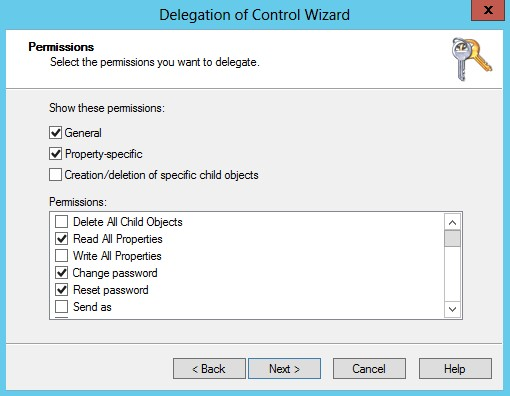 Delegation of Control Wizard
x
Permissions
Select the permissions you want to delegate.
Show these permissions:
General
Property-specific
Creation/deletion of specific child objects
Permissions:
Delete All Child Objects
Read All Properties
Write All Properties
Change password
Reset password
Send as
< Back
Next >
Cancel
Help